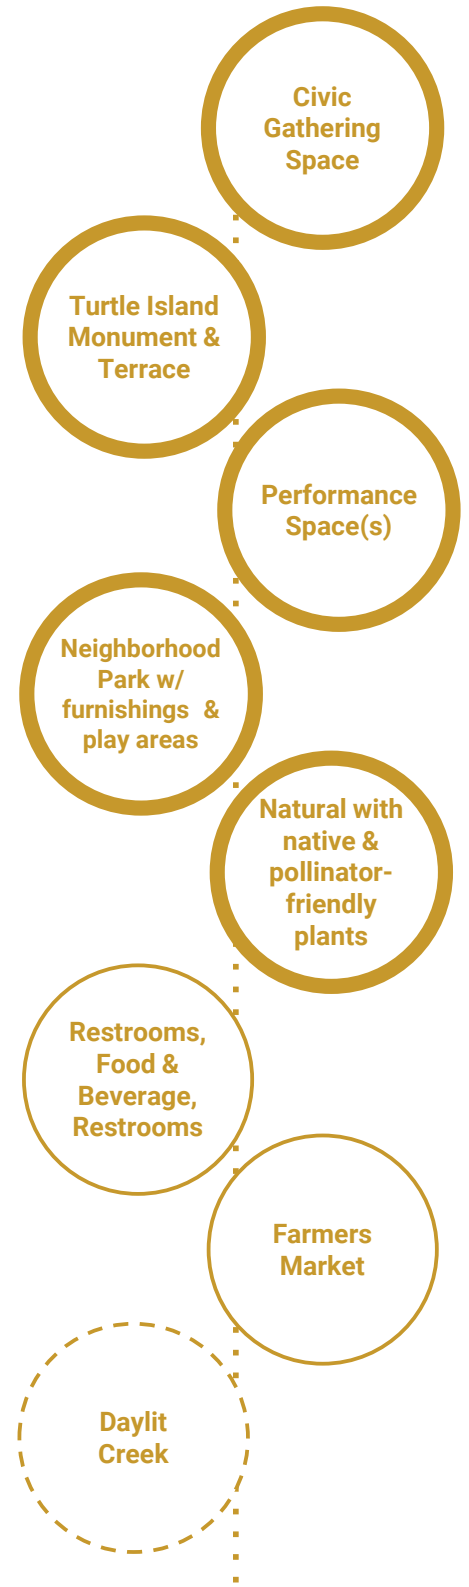 Civic
Gathering
Space
Turtle Island
Monument &
Terrace
Performance
Space(s)
Neighborhood
Park w/
furnishings &
play areas
Natural with
native &
pollinator-
friendly
plants
Restrooms,
Food &
Beverage,
Restrooms
Farmers
Market
Daylit
Creek